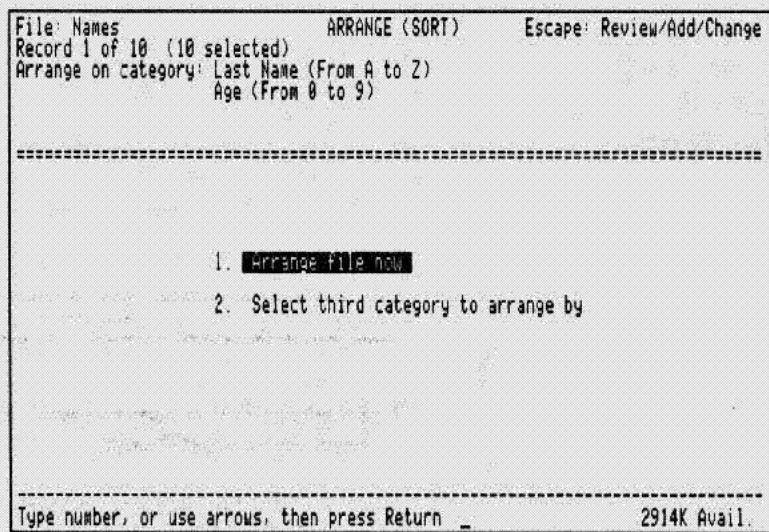 File: Names ARRANGE (SORT) Escape: Review/Add/Change
Record 1 of 10 (10 selected)
Arrange on category: Last Name (From A to Z)
Age (From 0 to 9)
==============================================================================
1. Arrange file now
2. Select third category to arrange by
------------------------------------------------------------------------------
Type number, or use arrows, then press Return _ 2914K Avail.